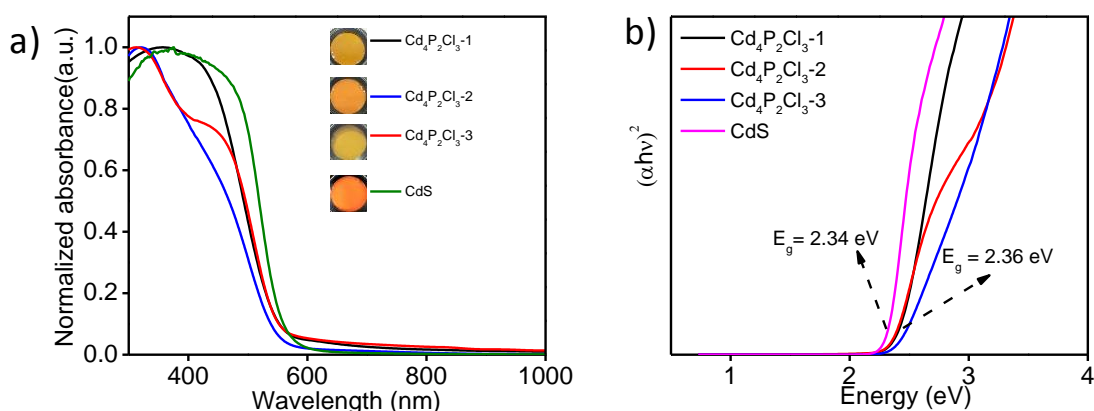 a)
Normalized absorbance(a.u.)
1.0
0.8
0.6
0.4
0.2
0.0
Cd₄P₂Cl₃-1
Cd₄P₂Cl₃-2
Cd₄P₂Cl₃-3
CdS
400 600 800 1000
Wavelength (nm)
b)
(αhν)²
Cd₄P₂Cl₃-1
Cd₄P₂Cl₃-2
Cd₄P₂Cl₃-3
CdS
E_g= 2.34 eV
E_g = 2.36 eV
1 2 3 4
Energy (eV)